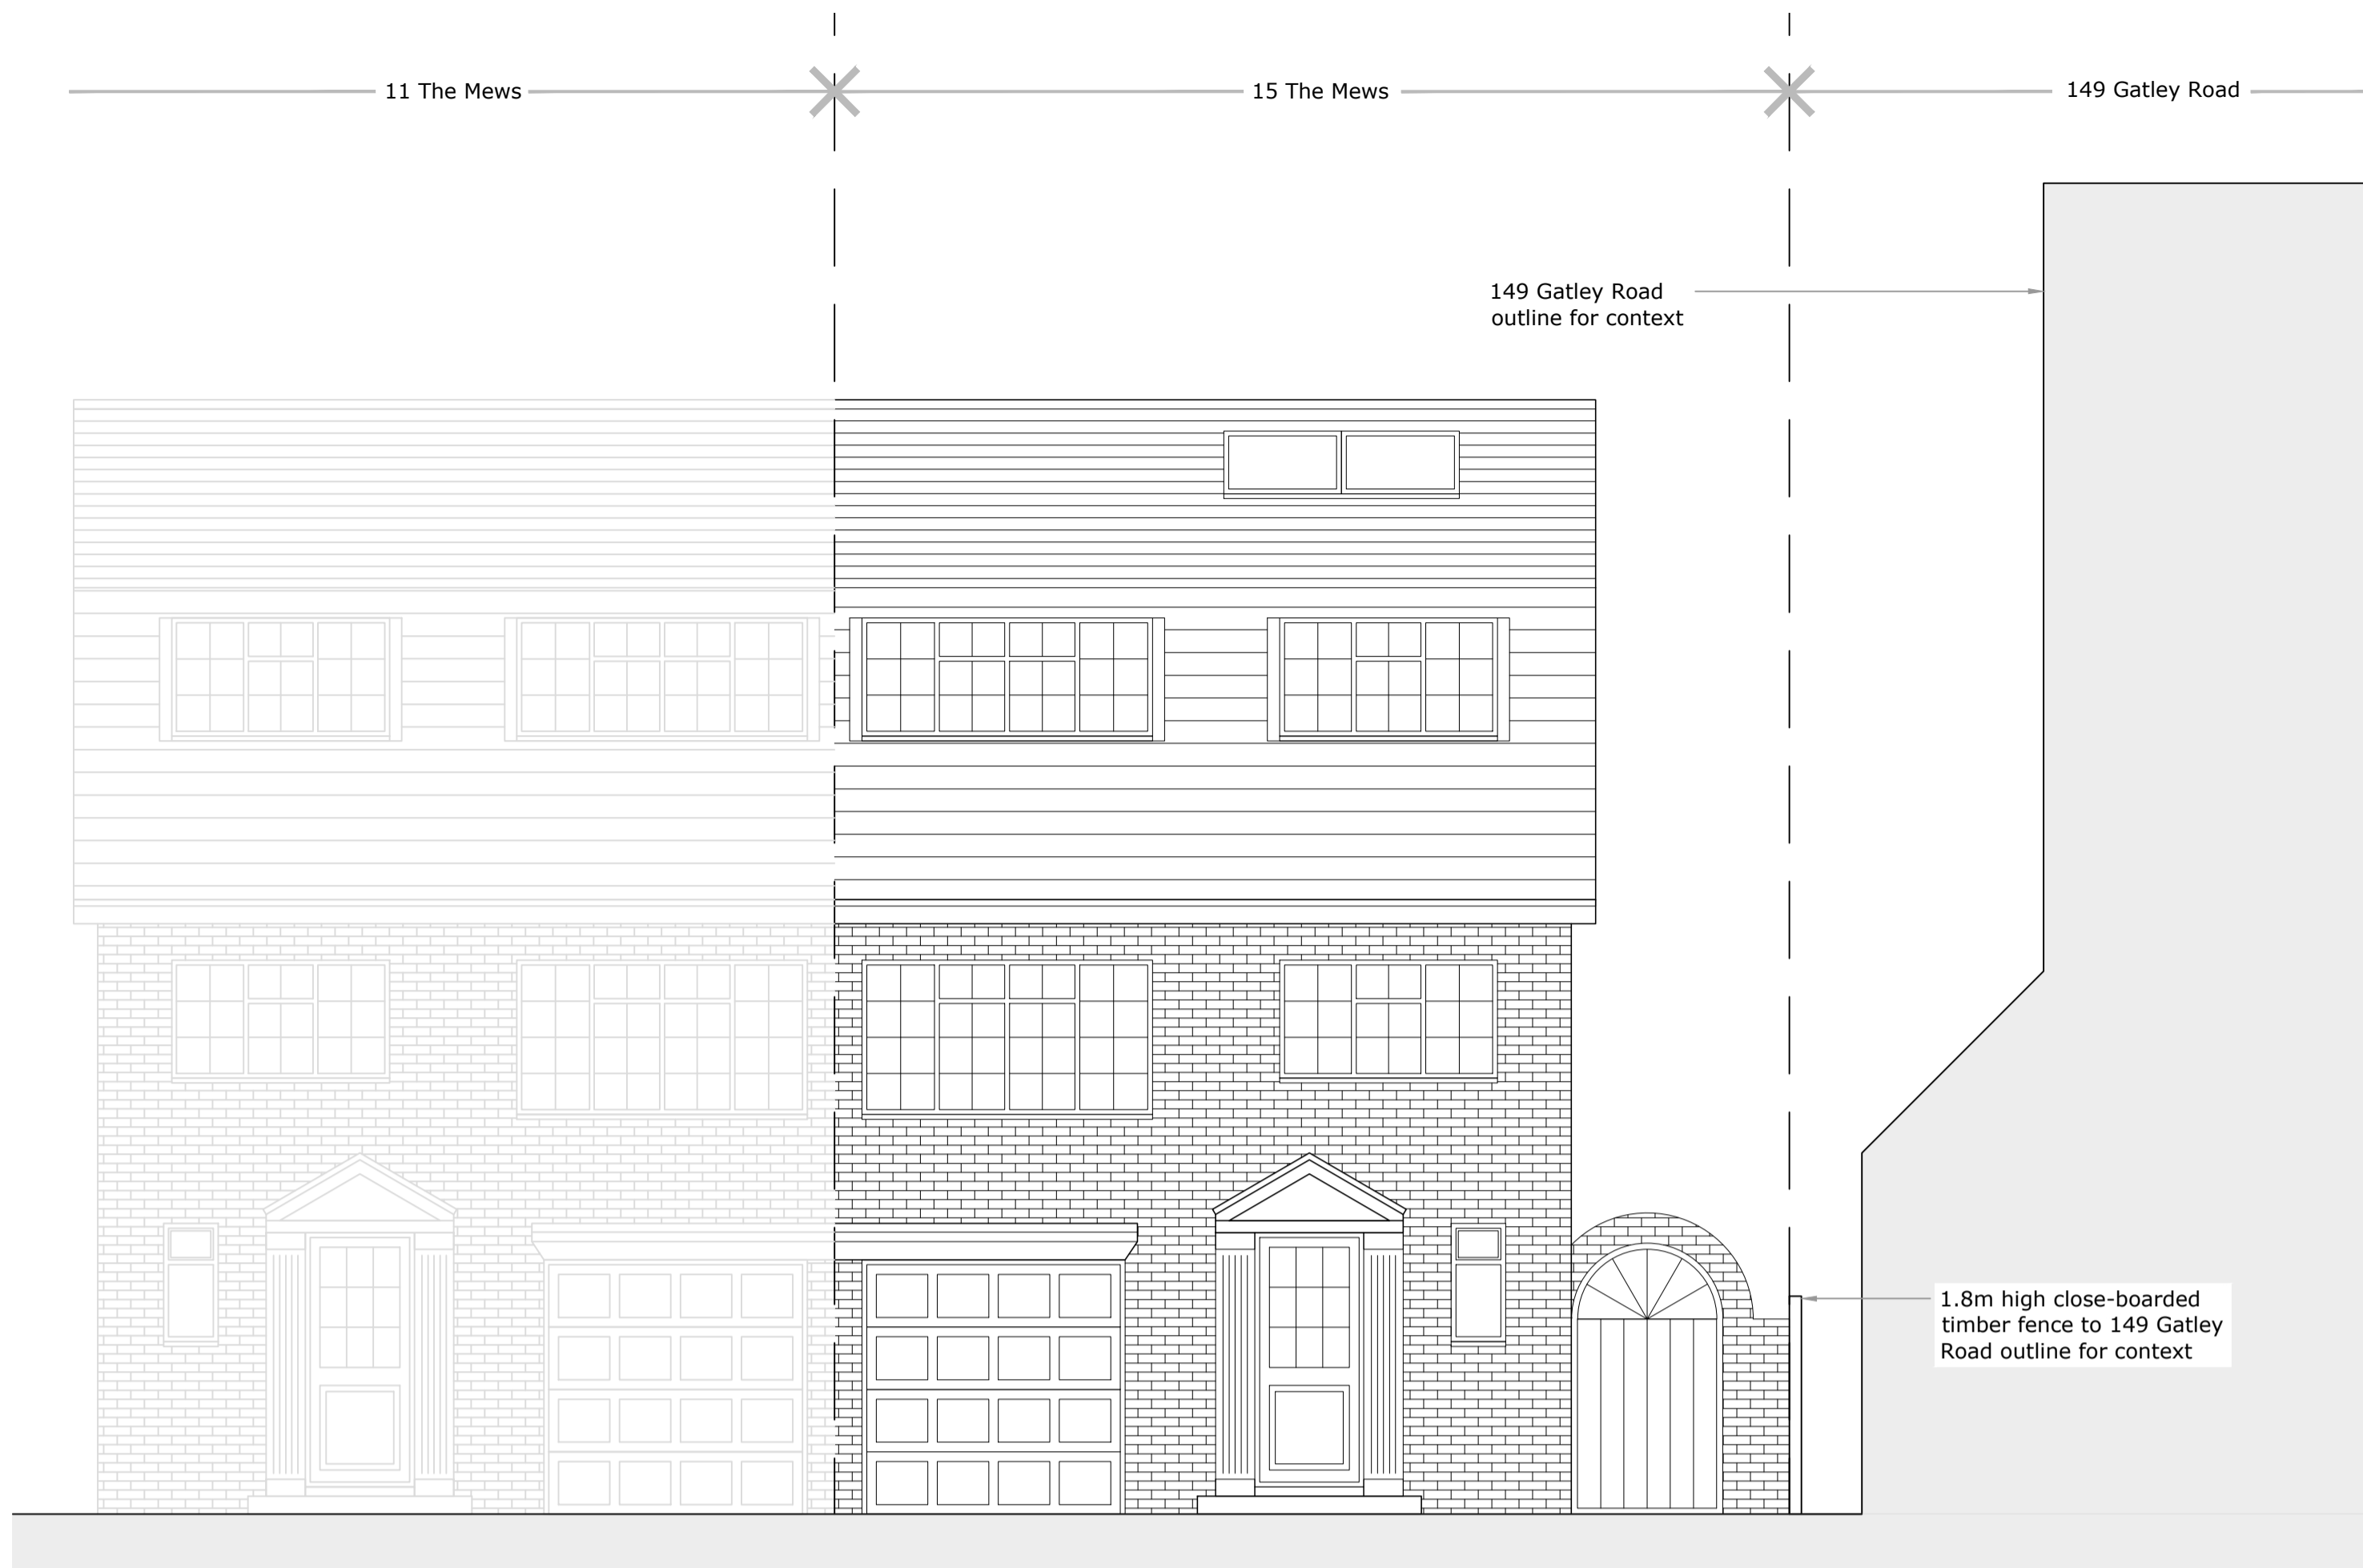 11 The Mews
15 The Mews
149 Gatley Road
149 Gatley Road
outline for context
1.8m high close-boarded
timber fence to 149 Gatley
Road outline for context